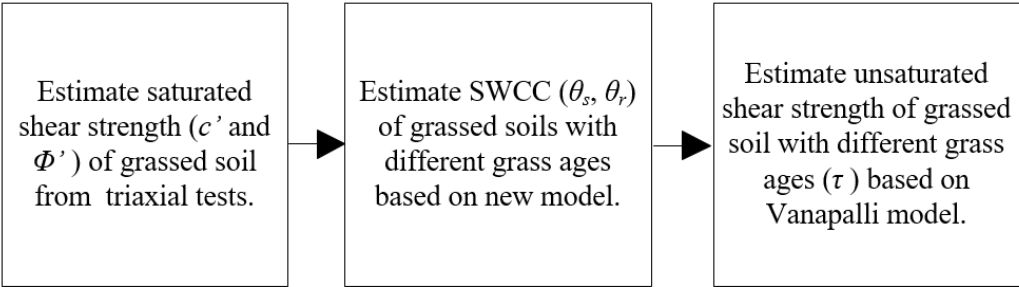 Estimate saturated
shear strength (c’ and
Φ’ ) of grassed soil
from  triaxial tests.
Estimate SWCC (θs, θr)
of grassed soils with
different grass ages
based on new model.
Estimate unsaturated
shear strength of grassed
soil with different grass
ages (τ ) based on
Vanapalli model.